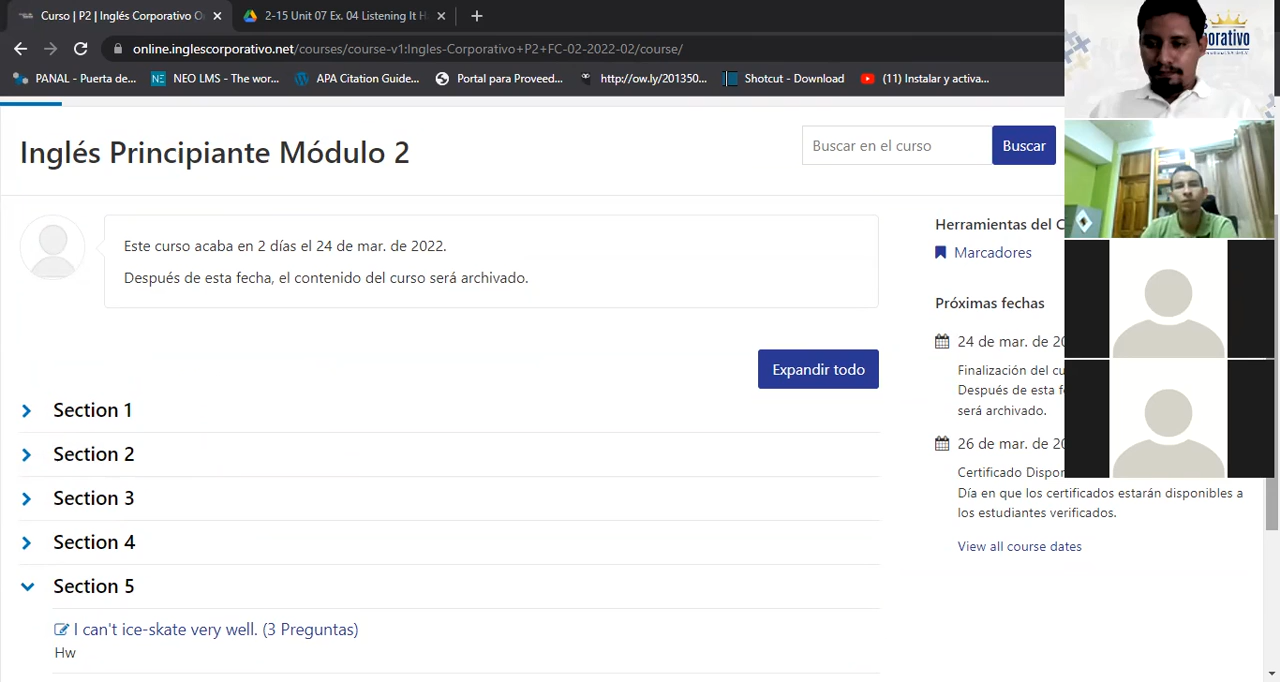 Curso | P2 | Inglés Corporativo O
2-15 Unit 07 Ex. 04 Listening It H
online.inglescorporativo.net/courses/course-v1:Ingles-Corporativo+P2+FC-02-2022-02/course/
PANAL - Puerta de...
NEO LMS - The wor...
APA Citation Guide...
Portal para Proveed...
http://ow.ly/201350...
Shotcut - Download
(11) Instalar y activa...
orativo
Inglés Principiante Módulo 2
Buscar en el curso
Buscar
Este curso acaba en 2 días el 24 de mar. de 2022.
Después de esta fecha, el contenido del curso será archivado.
Herramientas del C
Marcadores
Próximas fechas
24 de mar. de 20
Finalización del cu
Después de esta f
será archivado.
26 de mar. de 20
Certificado Dispon
Día en que los certificados estarán disponibles a
los estudiantes verificados.
View all course dates
Expandir todo
Section 1
Section 2
Section 3
Section 4
Section 5
I can't ice-skate very well. (3 Preguntas)
Hw